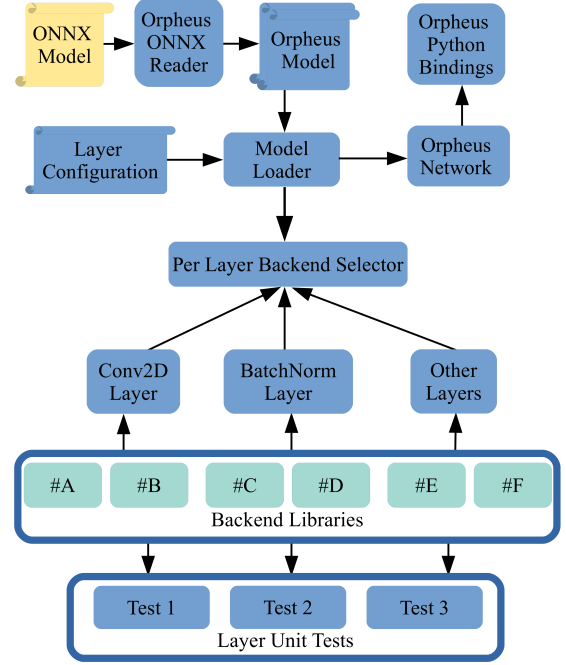 ONNX
Model
Orpheus
ONNX
Reader
Orpheus
Model
Orpheus
Python
Bindings
Layer
Configuration
Model
Loader
Orpheus
Network
Per Layer Backend Selector
Conv2D
Layer
BatchNorm
Layer
Other
Layers
#A
#B
#C
#D
#E
#F
Backend Libraries
Test 1
Test 2
Test 3
Layer Unit Tests